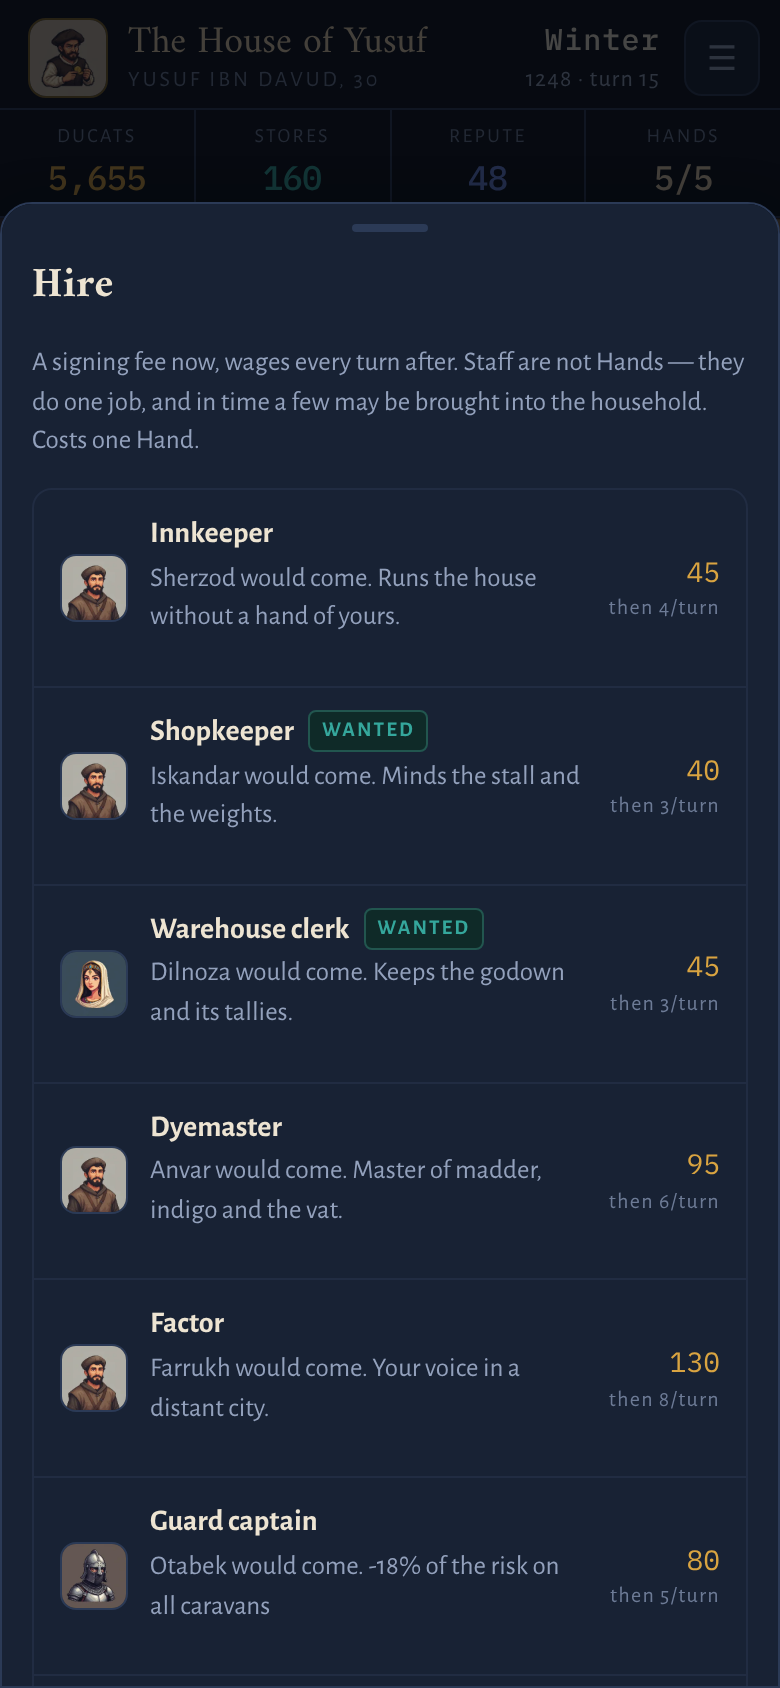 The House of Yusuf
YUSUF IBN DAVUD, 30
Winter
1248 · turn 15
☰
DUCATS
5,655
STORES
160
REPUTE
48
HANDS
5/5
Hire
A signing fee now, wages every turn after. Staff are not Hands — they
do one job, and in time a few may be brought into the household.
Costs one Hand.
Innkeeper
Sherzod would come. Runs the house
without a hand of yours.
45
then 4/turn
Shopkeeper WANTED
Iskandar would come. Minds the stall and
the weights.
40
then 3/turn
Warehouse clerk WANTED
Dilnoza would come. Keeps the godown
and its tallies.
45
then 3/turn
Dyemaster
Anvar would come. Master of madder,
indigo and the vat.
95
then 6/turn
Factor
Farrukh would come. Your voice in a
distant city.
130
then 8/turn
Guard captain
Otabek would come. -18% of the risk on
all caravans
80
then 5/turn